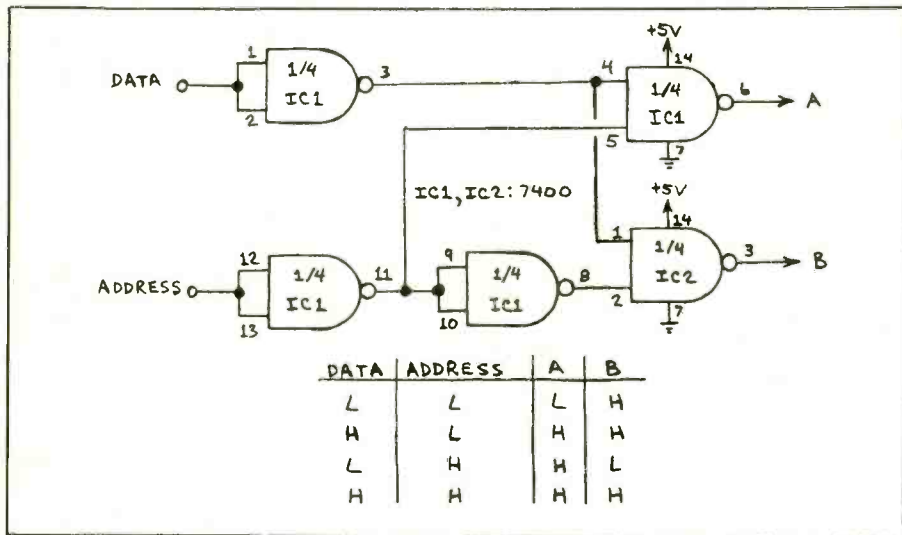 +5V
14
1 3 4
DATA 1/4 IC1 1/4 IC1 6 A
2 5 7
IC1, IC2: 7400
+5V
14
12 9 1
ADDRESS 1/4 IC1 11 1/4 IC1 8 1/4 IC2 3 B
13 10 2 7
DATA ADDRESS A B
L L L H
H L H H
L H H L
H H H H